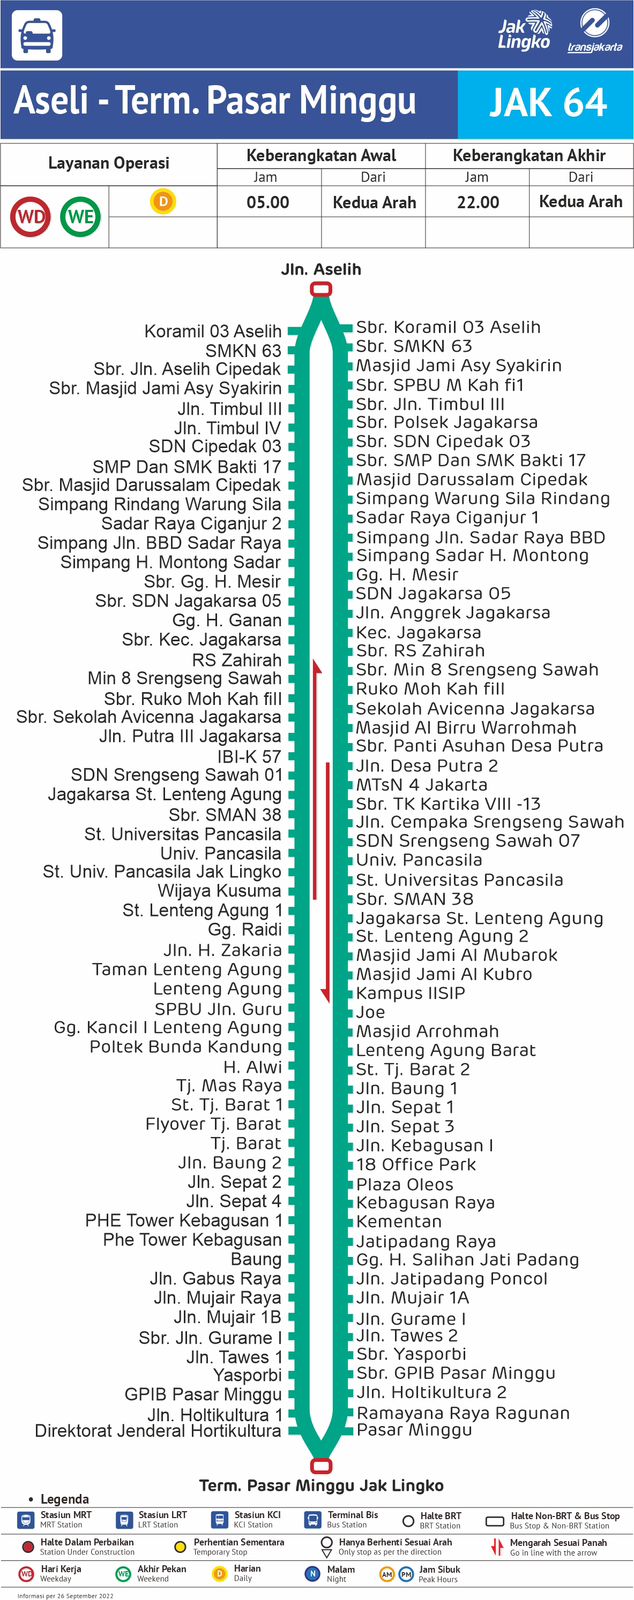 Jak
Lingko
transjakarta
Aseli - Term. Pasar Minggu
JAK 64
Layanan Operasi
Keberangkatan Awal
Keberangkatan Akhir
Jam
Dari
Jam
Dari
WD
WE
D
05.00
Kedua Arah
22.00
Kedua Arah
Jln. Aselih
Koramil 03 Aselih
SMKN 63
Sbr. Jln. Aselih Cipedak
Sbr. Masjid Jami Asy Syakirin
Jln. Timbul III
Jln. Timbul IV
SDN Cipedak 03
SMP Dan SMK Bakti 17
Sbr. Masjid Darussalam Cipedak
Simpang Rindang Warung Sila
Sadar Raya Ciganjur 2
Simpang Jln. BBD Sadar Raya
Simpang H. Montong Sadar
Sbr. Gg. H. Mesir
Sbr. SDN Jagakarsa 05
Gg. H. Ganan
Sbr. Kec. Jagakarsa
RS Zahirah
Min 8 Srengseng Sawah
Sbr. Ruko Moh Kah fill
Sbr. Sekolah Avicenna Jagakarsa
Jln. Putra III Jagakarsa
IBI-K 57
SDN Srengseng Sawah 01
Jagakarsa St. Lenteng Agung
Sbr. SMAN 38
St. Universitas Pancasila
Univ. Pancasila
St. Univ. Pancasila Jak Lingko
Wijaya Kusuma
St. Lenteng Agung 1
Gg. Raidi
Jln. H. Zakaria
Taman Lenteng Agung
Lenteng Agung
SPBU Jln. Guru
Gg. Kancil I Lenteng Agung
Poltek Bunda Kandung
H. Alwi
Tj. Mas Raya
St. Tj. Barat 1
Flyover Tj. Barat
Tj. Barat
Jln. Baung 2
Jln. Sepat 2
Jln. Sepat 4
PHE Tower Kebagusan 1
Phe Tower Kebagusan
Baung
Jln. Gabus Raya
Jln. Mujair Raya
Jln. Mujair 1B
Sbr. Jln. Gurame I
Jln. Tawes 1
Yasporbi
GPIB Pasar Minggu
Jln. Holtikultura 1
Direktorat Jenderal Hortikultura
Sbr. Koramil 03 Aselih
Sbr. SMKN 63
Masjid Jami Asy Syakirin
Sbr. SPBU M Kah fi1
Sbr. Jln. Timbul III
Sbr. Polsek Jagakarsa
Sbr. SDN Cipedak 03
Sbr. SMP Dan SMK Bakti 17
Masjid Darussalam Cipedak
Simpang Warung Sila Rindang
Sadar Raya Ciganjur 1
Simpang Jln. Sadar Raya BBD
Simpang Sadar H. Montong
Gg. H. Mesir
SDN Jagakarsa 05
Jln. Anggrek Jagakarsa
Kec. Jagakarsa
Sbr. RS Zahirah
Sbr. Min 8 Srengseng Sawah
Ruko Moh Kah fill
Sekolah Avicenna Jagakarsa
Masjid Al Birru Warrohmah
Sbr. Panti Asuhan Desa Putra
Jln. Desa Putra 2
MTsN 4 Jakarta
Sbr. TK Kartika VIII -13
Jln. Cempaka Srengseng Sawah
SDN Srengseng Sawah 07
Univ. Pancasila
St. Universitas Pancasila
Sbr. SMAN 38
Jagakarsa St. Lenteng Agung
St. Lenteng Agung 2
Masjid Jami Al Mubarok
Masjid Jami Al Kubro
Kampus IISIP
Joe
Masjid Arrohmah
Lenteng Agung Barat
St. Tj. Barat 2
Jln. Baung 1
Jln. Sepat 1
Jln. Sepat 3
Jln. Kebagusan I
18 Office Park
Plaza Oleos
Kebagusan Raya
Kementan
Jatipadang Raya
Gg. H. Salihan Jati Padang
Jln. Jatipadang Poncol
Jln. Mujair 1A
Jln. Gurame I
Jln. Tawes 2
Sbr. Yasporbi
Sbr. GPIB Pasar Minggu
Jln. Holtikultura 2
Ramayana Raya Ragunan
Pasar Minggu
Term. Pasar Minggu Jak Lingko
• Legenda
Stasiun MRT
MRT Station
Stasiun LRT
LRT Station
Stasiun KCI
KCI Station
Terminal Bis
Bus Station
Halte BRT
BRT Station
Halte Non-BRT & Bus Stop
Bus Stop & Non-BRT Station
Halte Dalam Perbaikan
Station Under Construction
Perhentian Sementara
Temporary Stop
Hanya Berhenti Sesuai Arah
Only stop as per the direction
Mengarah Sesuai Panah
Go in line with the arrow
WD
Hari Kerja
Weekday
WE
Akhir Pekan
Weekend
D
Harian
Daily
N
Malam
Night
AM
PM
Jam Sibuk
Peak Hours
Informasi per 26 September 2022